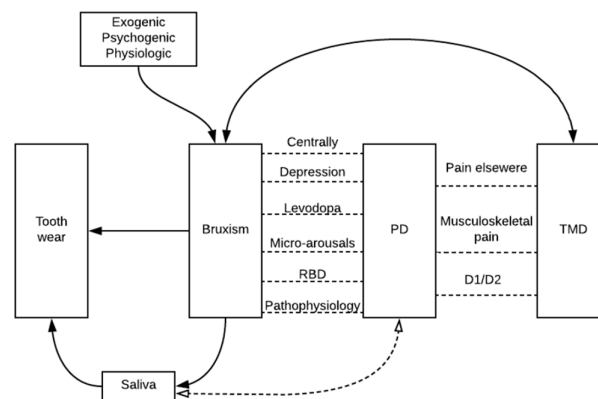 Exogenic
Psychogenic
Physiologic
Tooth
wear
Bruxism
Centrally
Depression
Levodopa
Micro-arousals
RBD
Pathophysiology
PD
Pain elsewere
Musculoskeletal
pain
D1/D2
TMD
Saliva